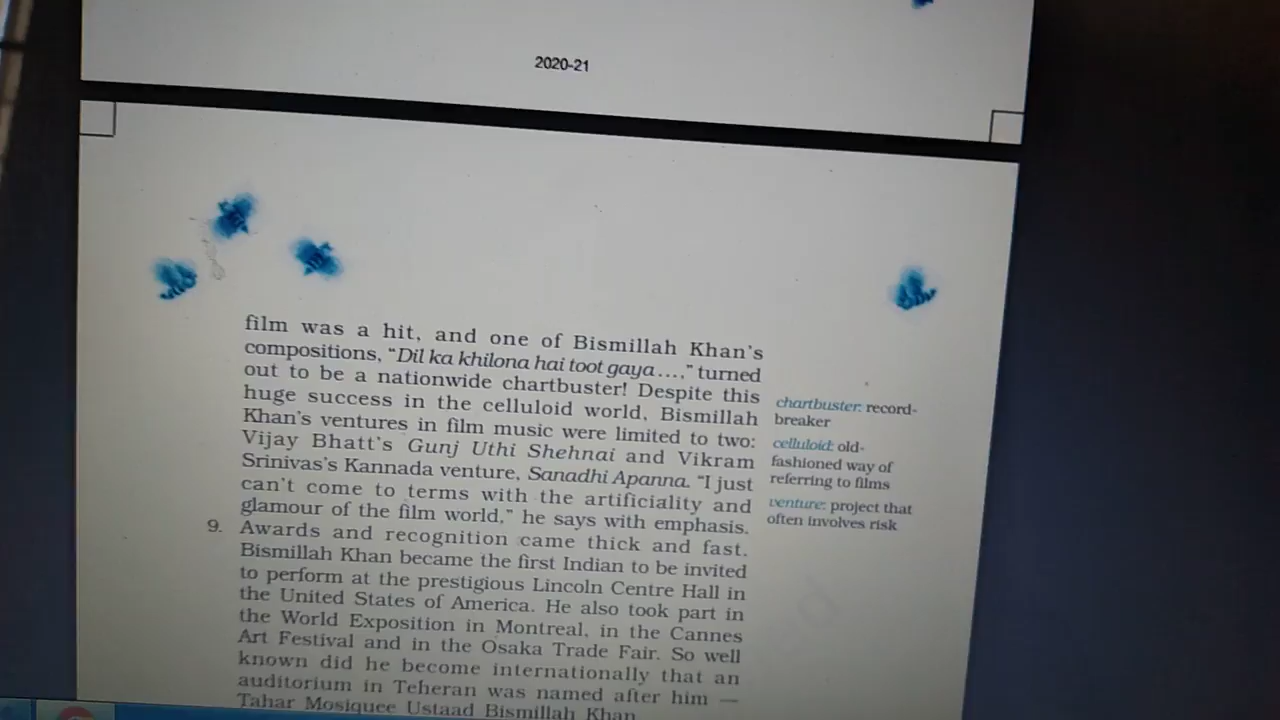 2020-21
film was a hit, and one of Bismillah Khan's
compositions, “Dil ka khilona hai toot gaya....,” turned
out to be a nationwide chartbuster! Despite this
huge success in the celluloid world, Bismillah
Khan's ventures in film music were limited to two:
Vijay Bhatt's Gunj Uthi Shehnai and Vikram
Srinivas's Kannada venture, Sanadhi Apanna. “I just
can't come to terms with the artificiality and
glamour of the film world,” he says with emphasis.
9. Awards and recognition came thick and fast.
Bismillah Khan became the first Indian to be invited
to perform at the prestigious Lincoln Centre Hall in
the United States of America. He also took part in
the World Exposition in Montreal, in the Cannes
Art Festival and in the Osaka Trade Fair. So well
known did he become internationally that an
auditorium in Teheran was named after him —
Tahar Mosiquee Ustaad Bismillah Khan.
chartbuster: record-
breaker
celluloid: old-
fashioned way of
referring to films
venture: project that
often involves risk